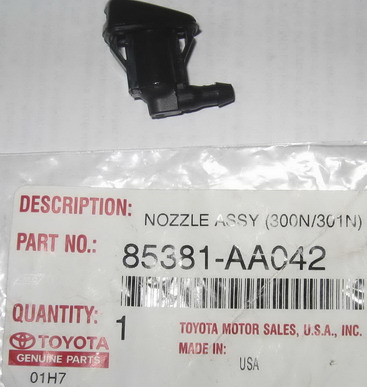 DESCRIPTION: NOZZLE ASSY (300N/301N)
PART NO.: 85381-AA042
QUANTITY: 1
TOYOTA MOTOR SALES, U.S.A., INC.
TOYOTA
GENUINE PARTS
MADE IN:
USA
01H7